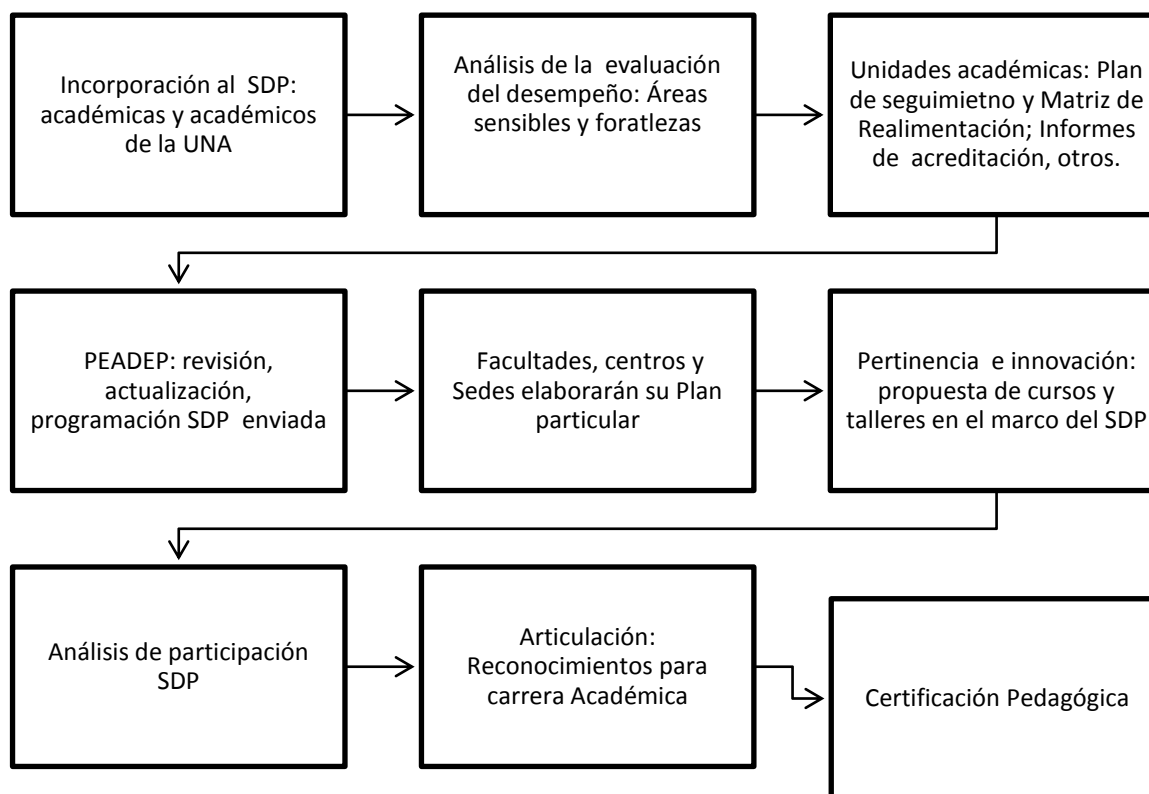 Incorporación al SDP:
académicas y académicos
de la UNA
Análisis de la evaluación
del desempeño: Áreas
sensibles y foratlezas
Unidades académicas: Plan
de seguimietno y Matriz de
Realimentación; Informes
de acreditación, otros.
PEADEP: revisión,
actualización,
programación SDP enviada
Facultades, centros y
Sedes elaborarán su Plan
particular
Pertinencia e innovación:
propuesta de cursos y
talleres en el marco del SDP
Análisis de participación
SDP
Articulación:
Reconocimientos para
carrera Académica
Certificación Pedagógica